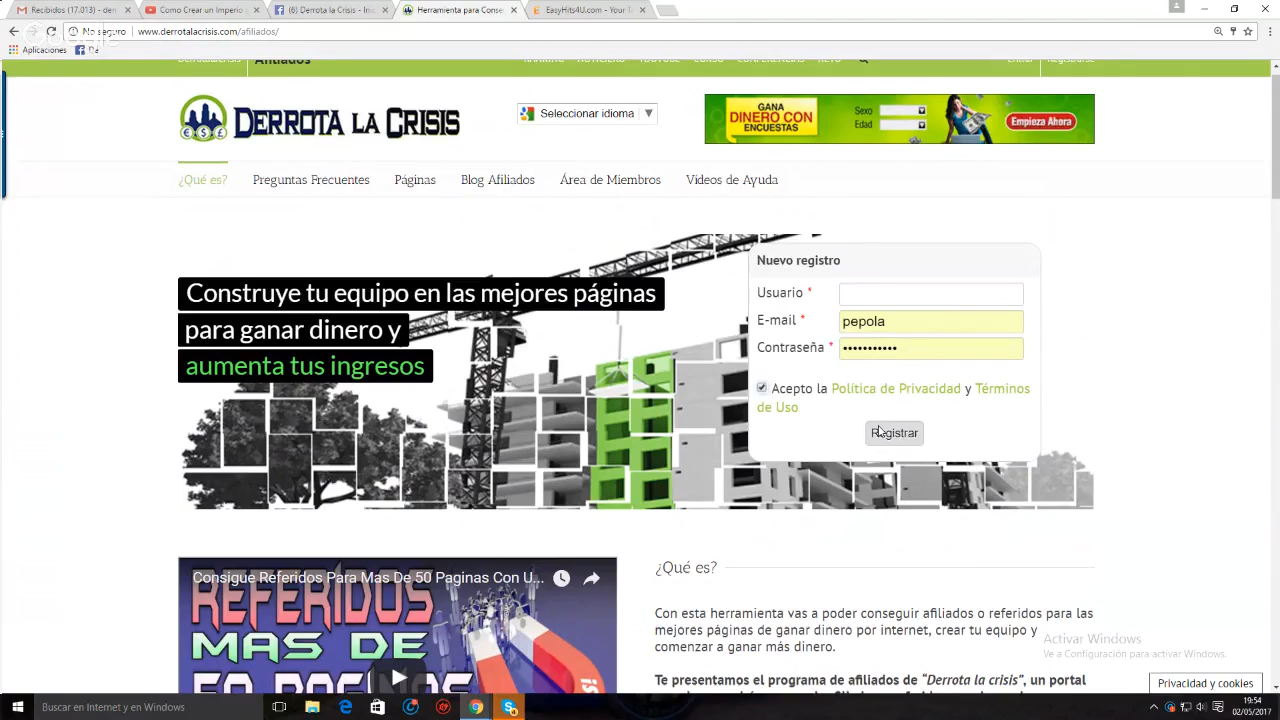 Recibidos (17.013) - den
Como Crear un Imperio
(6) Derrota la Crisis - Ini
Herramienta para Conse
EasyHits4U.com - Your T
No seguro
www.derrotalacrisis.com/afiliados/
Aplicaciones
Afiliados
DERROTA LA CRISIS
Seleccionar idioma
GANA
DINERO CON
ENCUESTAS
Sexo
Edad
Empieza Ahora
¿Qué es?
Preguntas Frecuentes
Páginas
Blog Afiliados
Área de Miembros
Vídeos de Ayuda
Construye tu equipo en las mejores páginas
para ganar dinero y
aumenta tus ingresos
Nuevo registro
Usuario *
E-mail * pepola
Contraseña * •••••••••••
Acepto la Política de Privacidad y Términos
de Uso
Registrar
Consigue Referidos Para Mas De 50 Paginas Con U...
REFERIDOS
MAS DE
50 PAGINAS
¿Qué es?
Con esta herramienta vas a poder conseguir afiliados o referidos para las
mejores páginas de ganar dinero por internet, crear tu equipo y
comenzar a ganar más dinero.
Te presentamos el programa de afiliados de “Derrota la crisis”, un portal
Activar Windows
Ve a Configuración para activar Windows.
Privacidad y cookies
Buscar en Internet y en Windows
19:54
02/05/2017